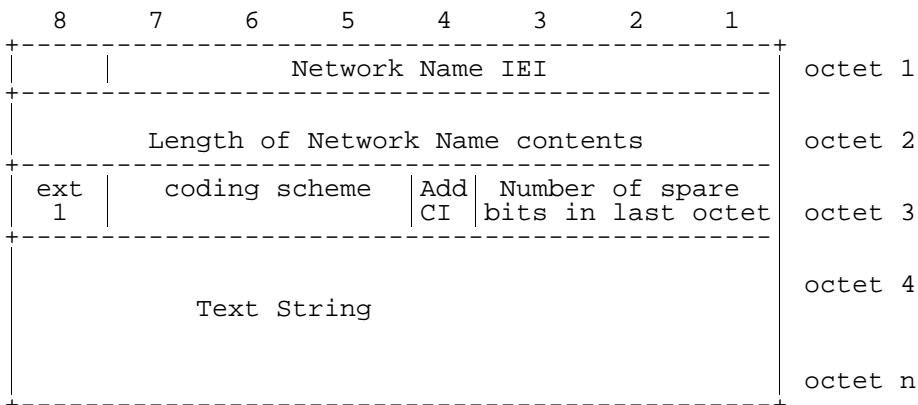 8 7 6 5 4 3 2 1
Network Name IEI octet 1
Length of Network Name contents octet 2
ext coding scheme Add Number of spare
1 CI bits in last octet octet 3
octet 4
Text String
octet n